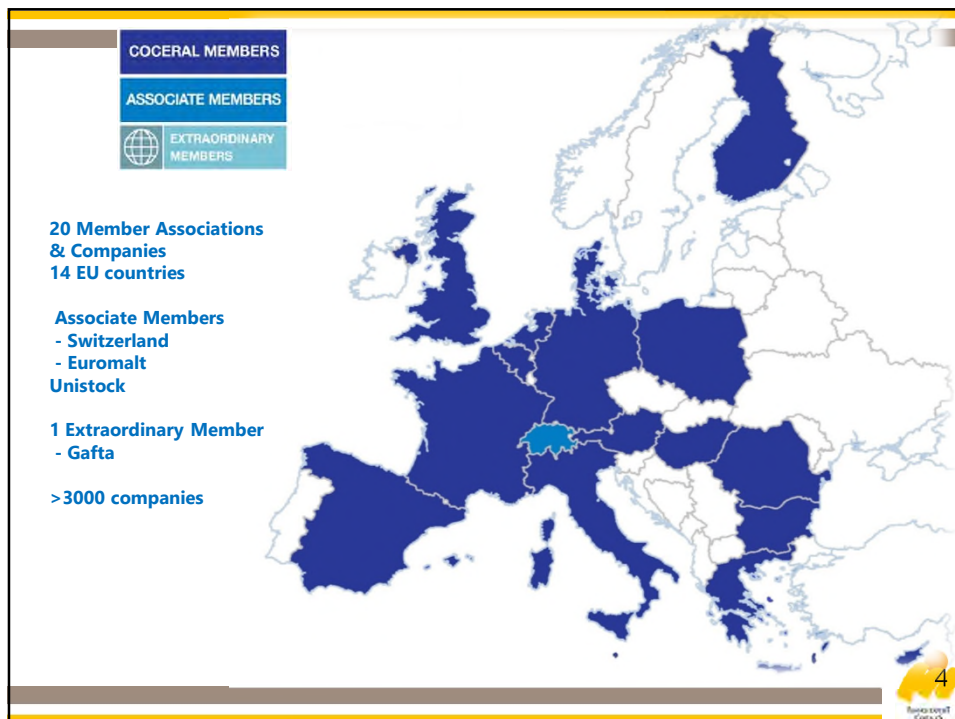 COCERAL MEMBERS
ASSOCIATE MEMBERS
EXTRAORDINARY
MEMBERS
20 Member Associations
& Companies
14 EU countries
Associate Members
- Switzerland
- Euromalt
Unistock
1 Extraordinary Member
- Gafta
>3000 companies
4